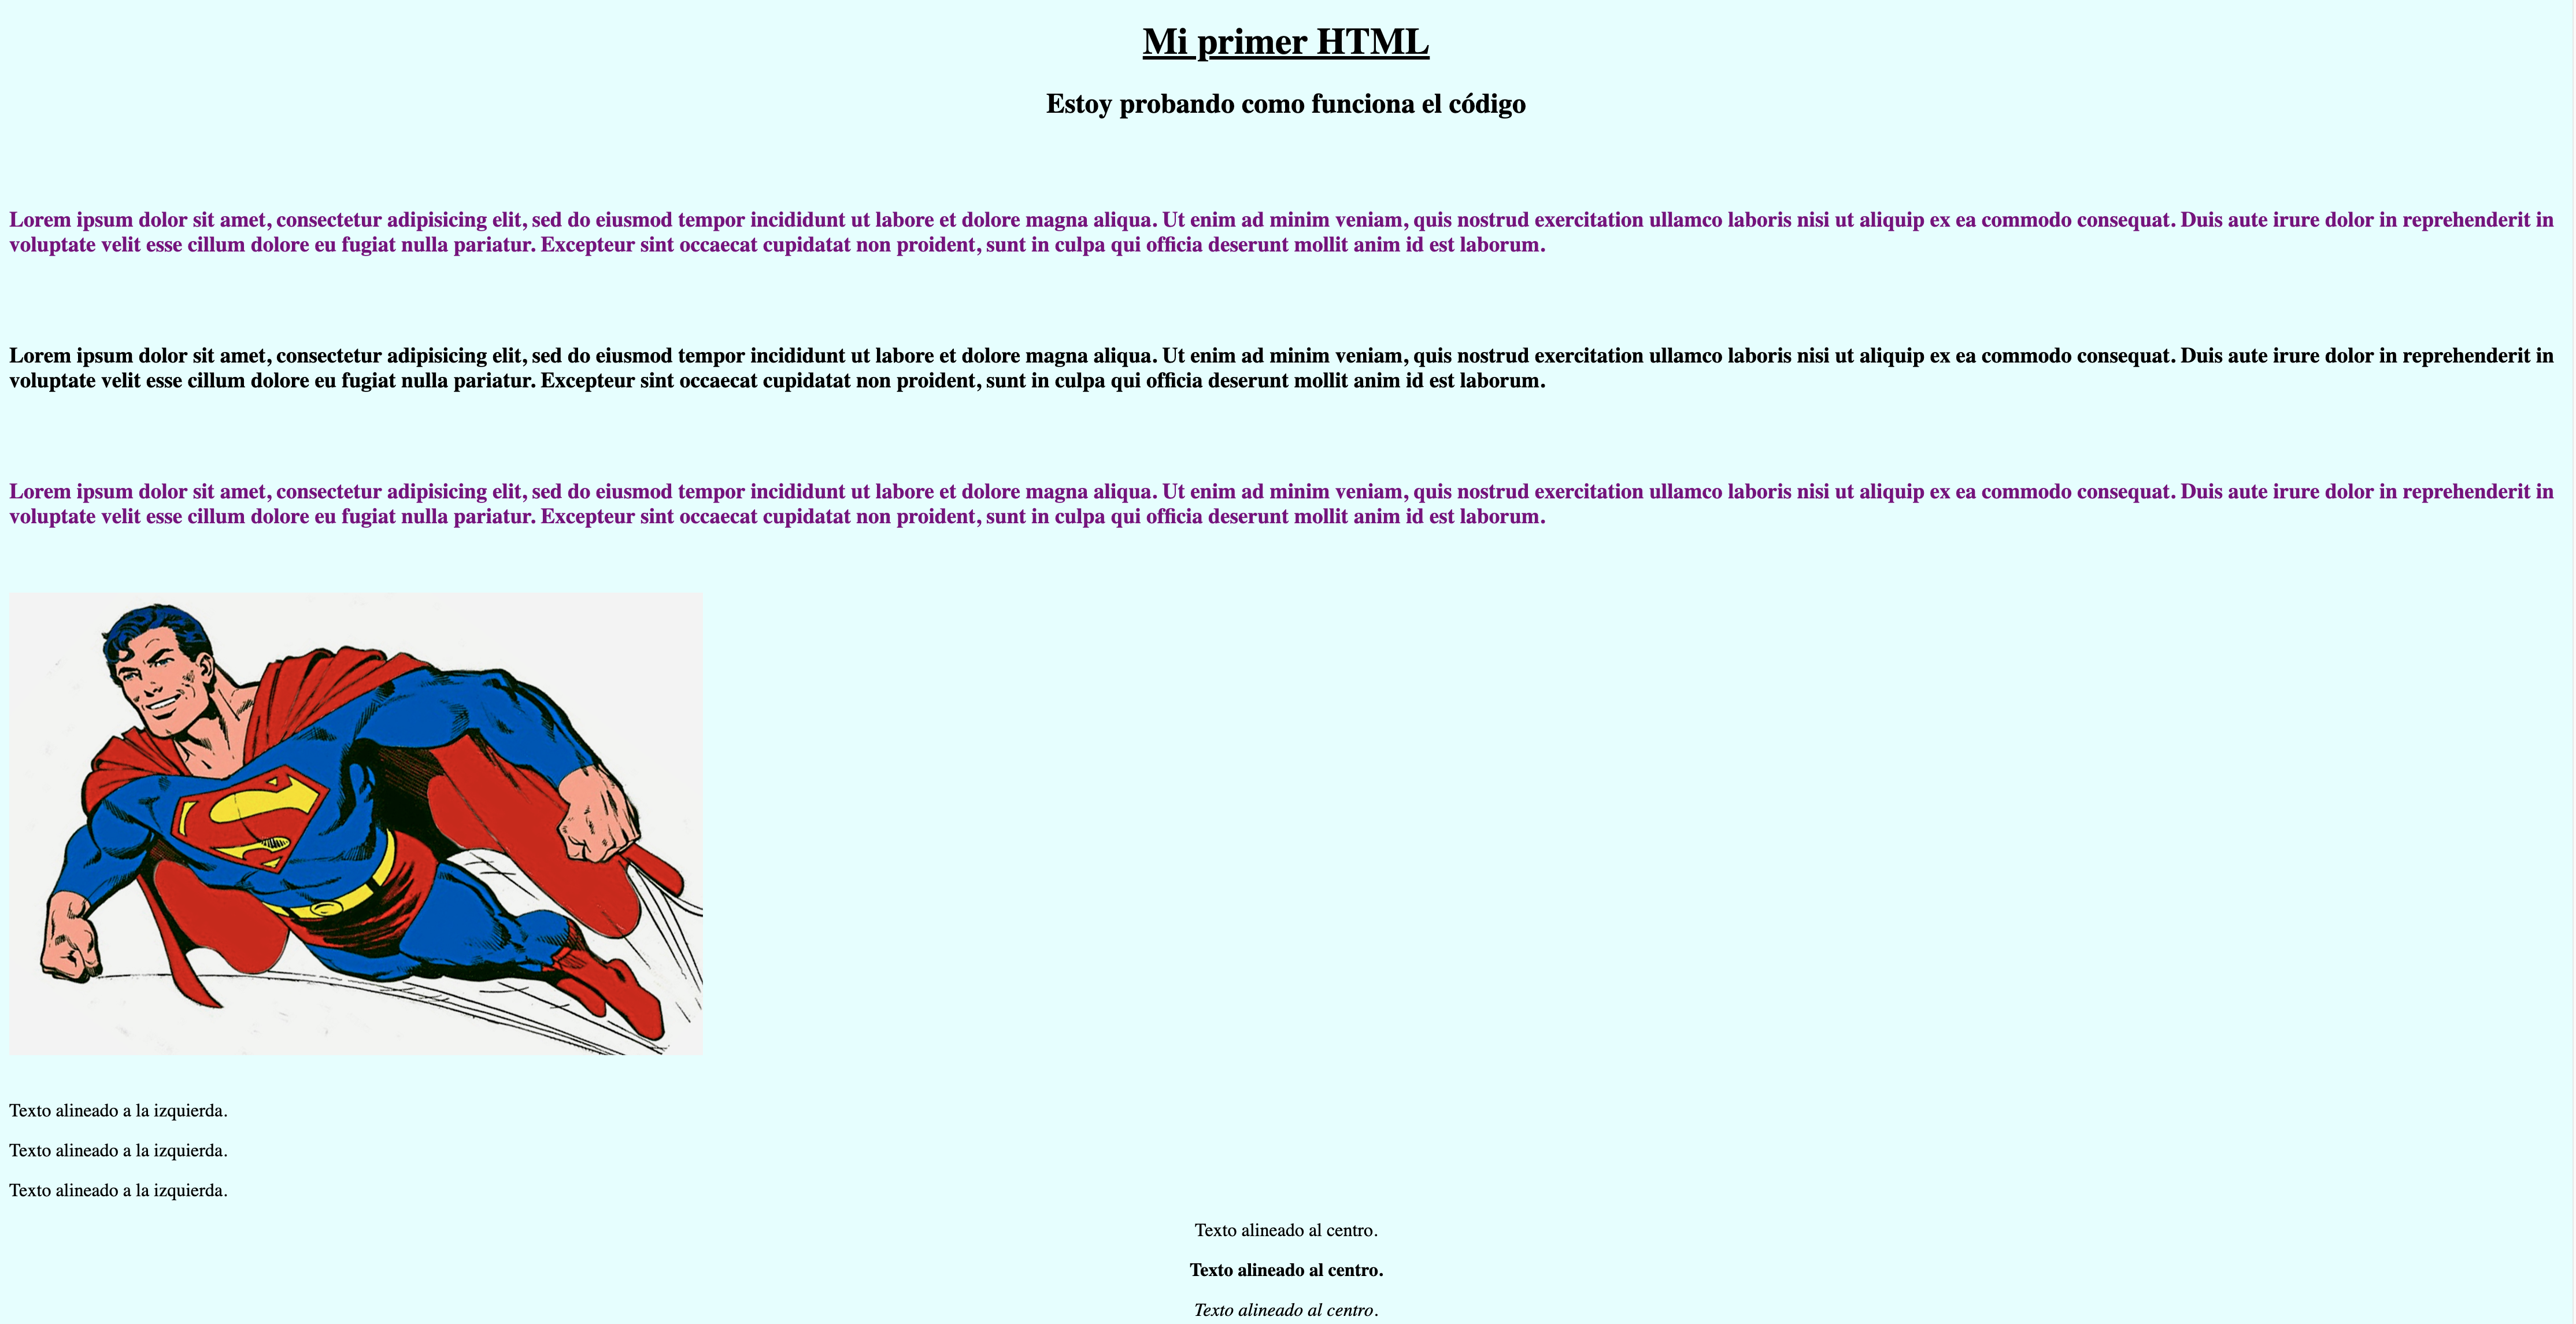 Mi primer HTML
Estoy probando como funciona el código
Lorem ipsum dolor sit amet, consectetur adipisicing elit, sed do eiusmod tempor incididunt ut labore et dolore magna aliqua. Ut enim ad minim veniam, quis nostrud exercitation ullamco laboris nisi ut aliquip ex ea commodo consequat. Duis aute irure dolor in reprehenderit in
voluptate velit esse cillum dolore eu fugiat nulla pariatur. Excepteur sint occaecat cupidatat non proident, sunt in culpa qui officia deserunt mollit anim id est laborum.
Lorem ipsum dolor sit amet, consectetur adipisicing elit, sed do eiusmod tempor incididunt ut labore et dolore magna aliqua. Ut enim ad minim veniam, quis nostrud exercitation ullamco laboris nisi ut aliquip ex ea commodo consequat. Duis aute irure dolor in reprehenderit in
voluptate velit esse cillum dolore eu fugiat nulla pariatur. Excepteur sint occaecat cupidatat non proident, sunt in culpa qui officia deserunt mollit anim id est laborum.
Lorem ipsum dolor sit amet, consectetur adipisicing elit, sed do eiusmod tempor incididunt ut labore et dolore magna aliqua. Ut enim ad minim veniam, quis nostrud exercitation ullamco laboris nisi ut aliquip ex ea commodo consequat. Duis aute irure dolor in reprehenderit in
voluptate velit esse cillum dolore eu fugiat nulla pariatur. Excepteur sint occaecat cupidatat non proident, sunt in culpa qui officia deserunt mollit anim id est laborum.
S
Texto alineado a la izquierda.
Texto alineado a la izquierda.
Texto alineado a la izquierda.
Texto alineado al centro.
Texto alineado al centro.
Texto alineado al centro.